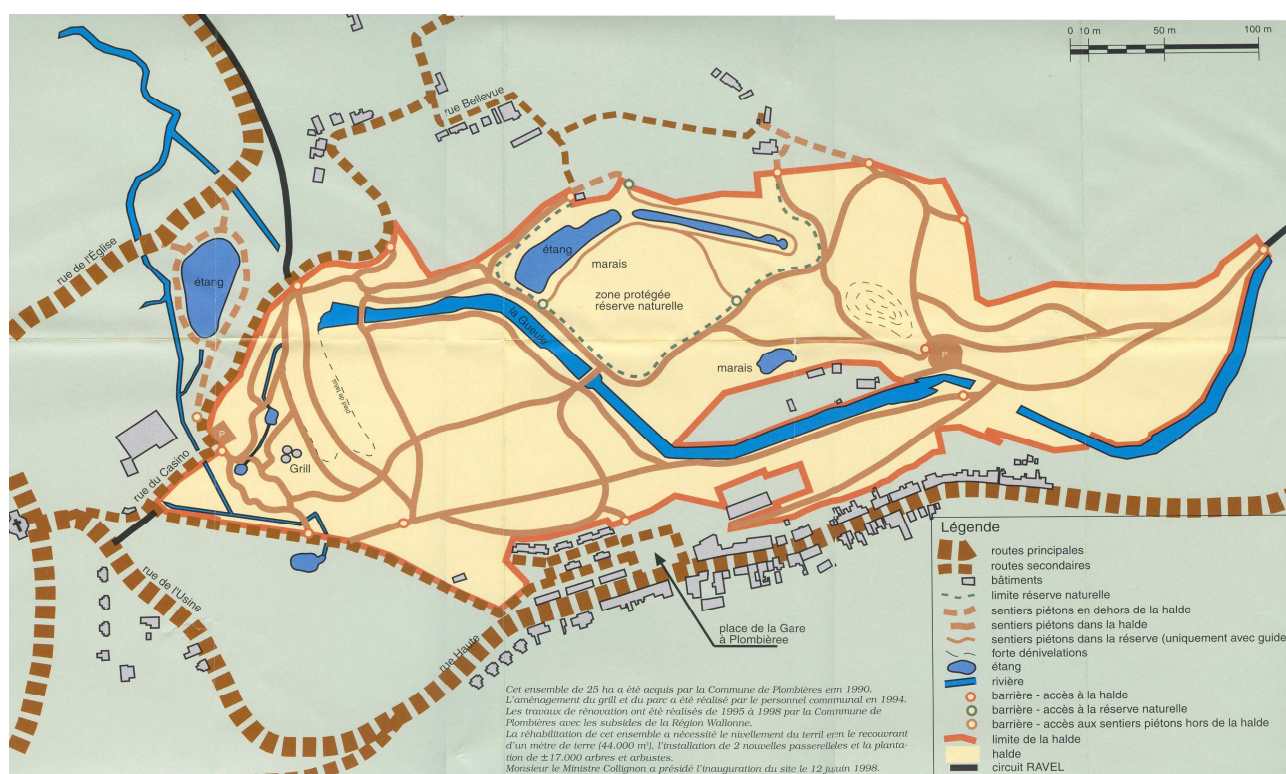 0 10 m 50 m 100 m
rue Bellevue
rue de l'Église
étang
étang
marais
zone protégée
réserve naturelle
la Gueule
pied de talus
marais
P
P
Grill
rue du Casino
rue de l'Usine
rue Haute
place de la Gare
à Plombièree
Légende
routes principales
routes secondaires
bâtiments
limite réserve naturelle
sentiers piétons en dehors de la halde
sentiers piétons dans la halde
sentiers piétons dans la réserve (uniquement avec guide
forte dénivelations
étang
rivière
barrière - accès à la halde
barrière - accès à la réserve naturelle
barrière - accès aux sentiers piétons hors de la halde
limite de la halde
halde
circuit RAVEL
Cet ensemble de 25 ha a été acquis par la Commune de Plombières enn 1990.
L'aménagement du grill et du parc a été réalisé par le personnel communal en 1994.
Les travaux de rénovation ont été réalisés de 1995 à 1998 par la Comnmune de
Plombières avec les subsides de la Région Wallonne.
La réhabilitation de cet ensemble a nécessité le nivellement du terril eren le recouvrant
d'un mètre de terre (44.000 m³), l'installation de 2 nouvelles passerellles et la planta-
tion de ±17.000 arbres et arbustes.
Monsieur le Ministre Collignon a présidé l'inauguration du site le 12 juuin 1998.